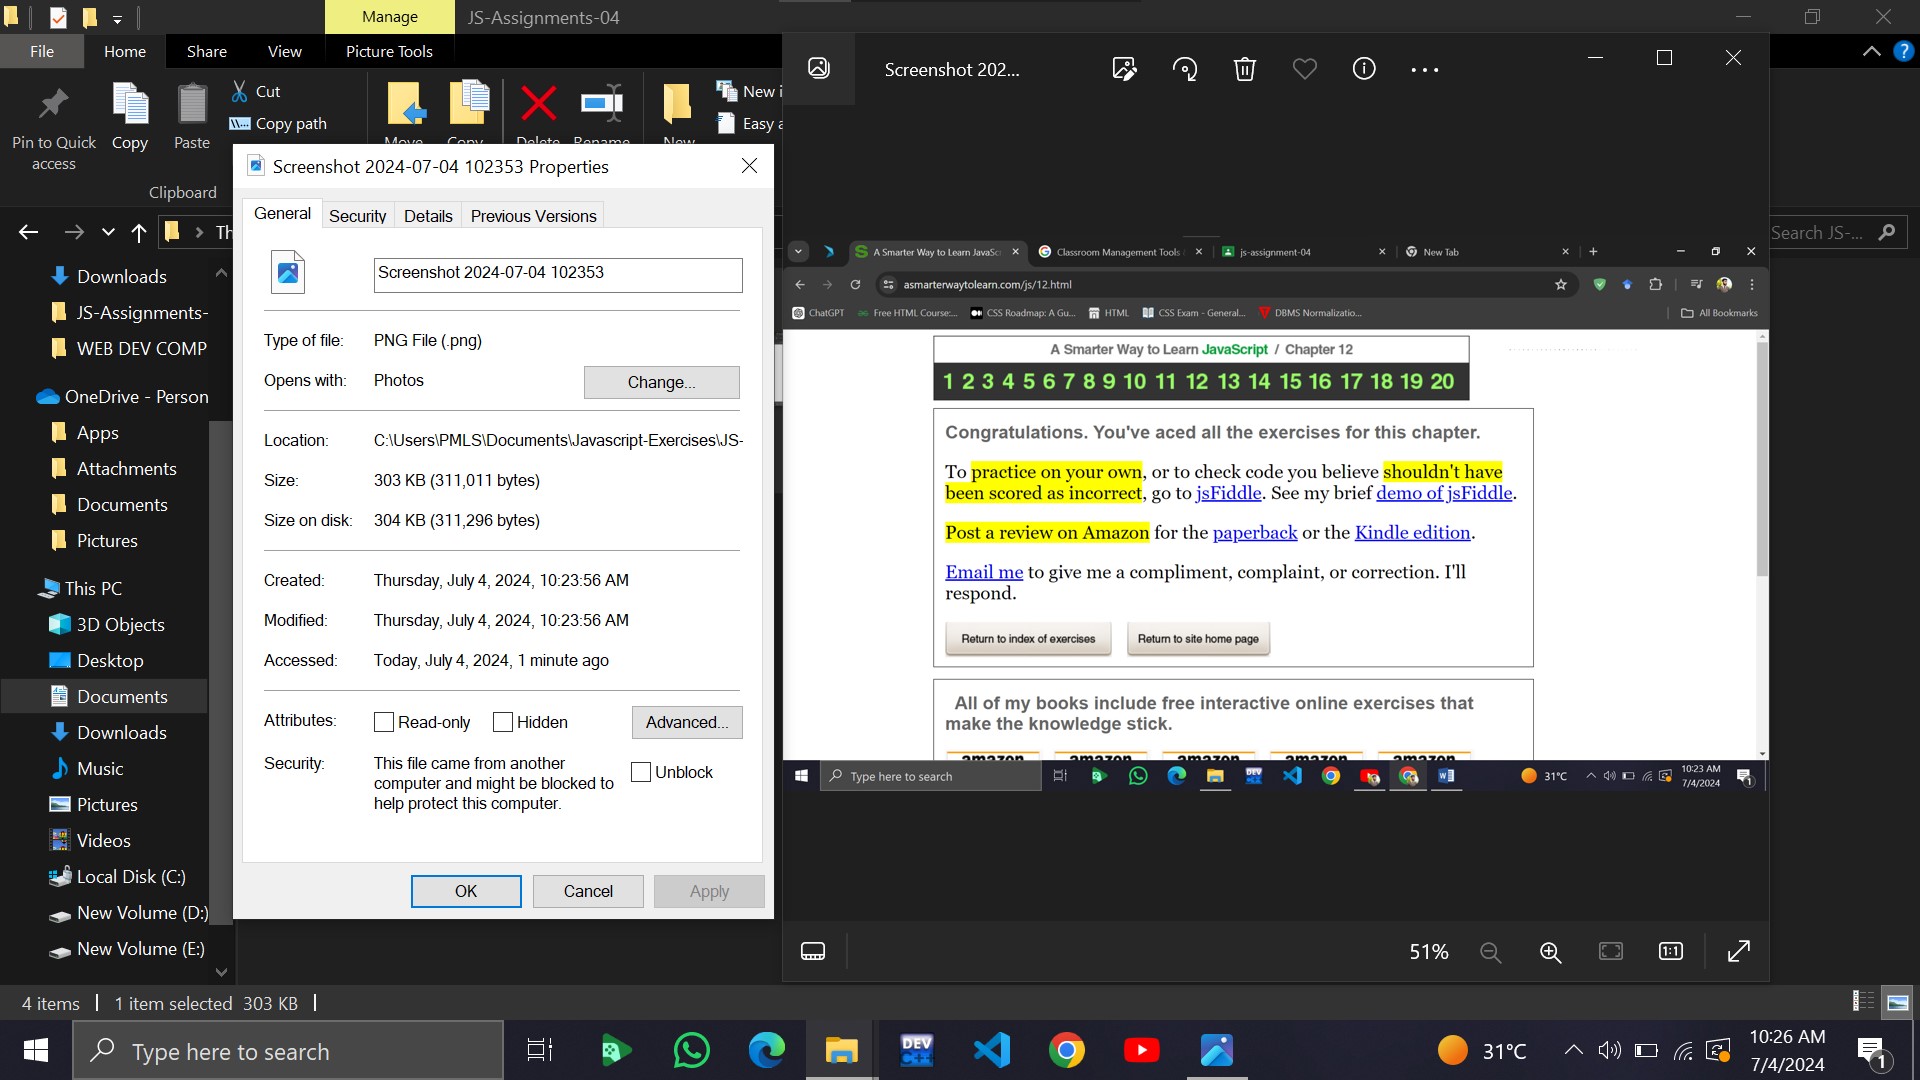 Manage
JS-Assignments-04
File
Home
Share
View
Picture Tools
Pin to Quick access
Copy
Paste
Cut
Copy path
Move
Copy
Delete
Rename
New
New i
Easy a
Clipboard
Th
Search JS-...
Downloads
JS-Assignments-
WEB DEV COMP
OneDrive - Person
Apps
Attachments
Documents
Pictures
This PC
3D Objects
Desktop
Documents
Downloads
Music
Pictures
Videos
Local Disk (C:)
New Volume (D:)
New Volume (E:)
4 items
1 item selected 303 KB
Screenshot 2024-07-04 102353 Properties
General
Security
Details
Previous Versions
Screenshot 2024-07-04 102353
Type of file: PNG File (.png)
Opens with: Photos
Change...
Location: C:\Users\PMLS\Documents\Javascript-Exercises\JS-
Size: 303 KB (311,011 bytes)
Size on disk: 304 KB (311,296 bytes)
Created: Thursday, July 4, 2024, 10:23:56 AM
Modified: Thursday, July 4, 2024, 10:23:56 AM
Accessed: Today, July 4, 2024, 1 minute ago
Attributes: Read-only Hidden
Advanced...
Security: This file came from another
computer and might be blocked to
help protect this computer.
Unblock
OK
Cancel
Apply
Screenshot 202...
A Smarter Way to Learn JavaSc
Classroom Management Tools
js-assignment-04
New Tab
asmarterwaytolearn.com/js/12.html
ChatGPT
Free HTML Course:...
CSS Roadmap: A Gu...
HTML
CSS Exam - General...
DBMS Normalizatio...
All Bookmarks
A Smarter Way to Learn JavaScript / Chapter 12
1 2 3 4 5 6 7 8 9 10 11 12 13 14 15 16 17 18 19 20
Congratulations. You've aced all the exercises for this chapter.
To practice on your own, or to check code you believe shouldn't have
been scored as incorrect, go to jsFiddle. See my brief demo of jsFiddle.
Post a review on Amazon for the paperback or the Kindle edition.
Email me to give me a compliment, complaint, or correction. I'll
respond.
Return to index of exercises
Return to site home page
All of my books include free interactive online exercises that
make the knowledge stick.
amazon amazon amazon amazon amazon
Type here to search
DEV
31°C
10:23 AM
7/4/2024
1
51%
1:1
Type here to search
DEV
C++
31°C
10:26 AM
7/4/2024
1